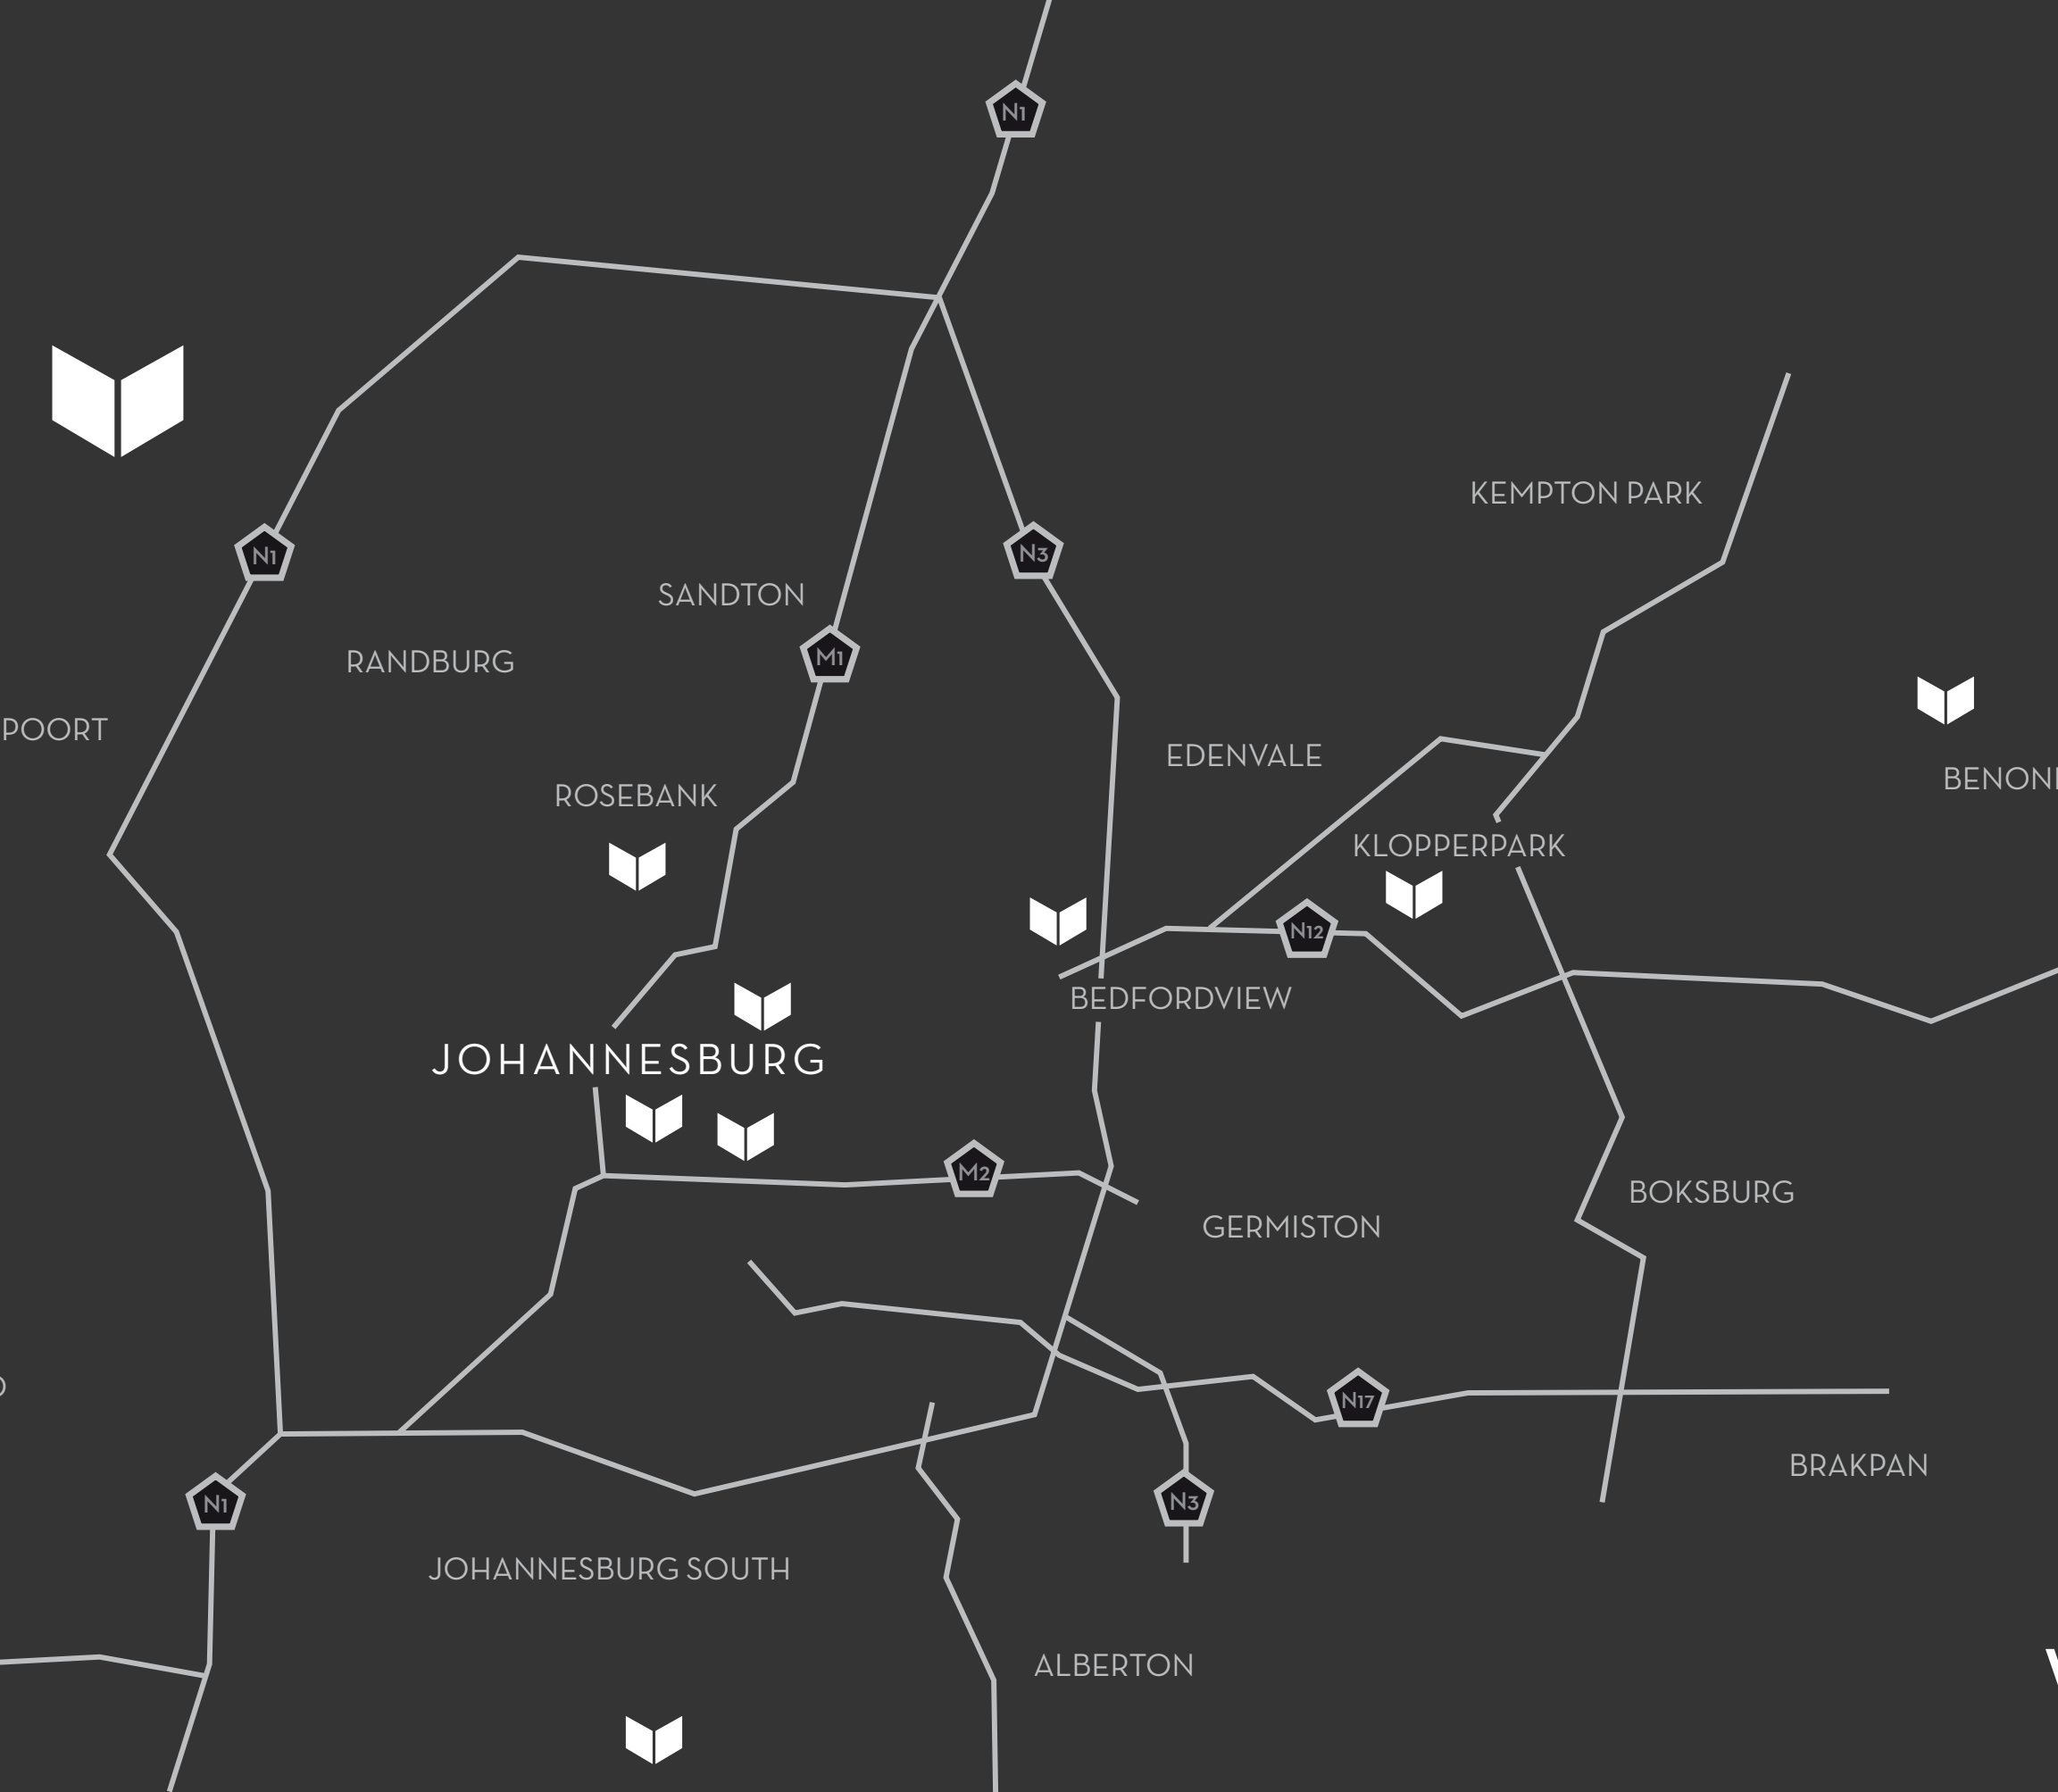 N1
KEMPTON PARK
N1
N3
SANDTON
M1
RANDBURG
POORT
EDENVALE
BENONI
ROSEBANK
KLOPPERPARK
N12
BEDFORDVIEW
JOHANNESBURG
M2
BOKSBURG
GERMISTON
N17
BRAKPAN
N1
N3
JOHANNESBURG SOUTH
ALBERTON